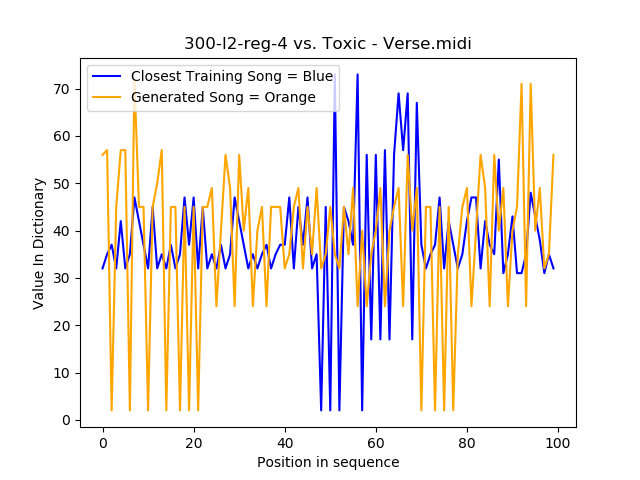 300-l2-reg-4 vs. Toxic - Verse.midi
Closest Training Song = Blue
Generated Song = Orange
Value In Dictionary
70
60
50
40
30
20
10
0
0 20 40 60 80 100
Position in sequence